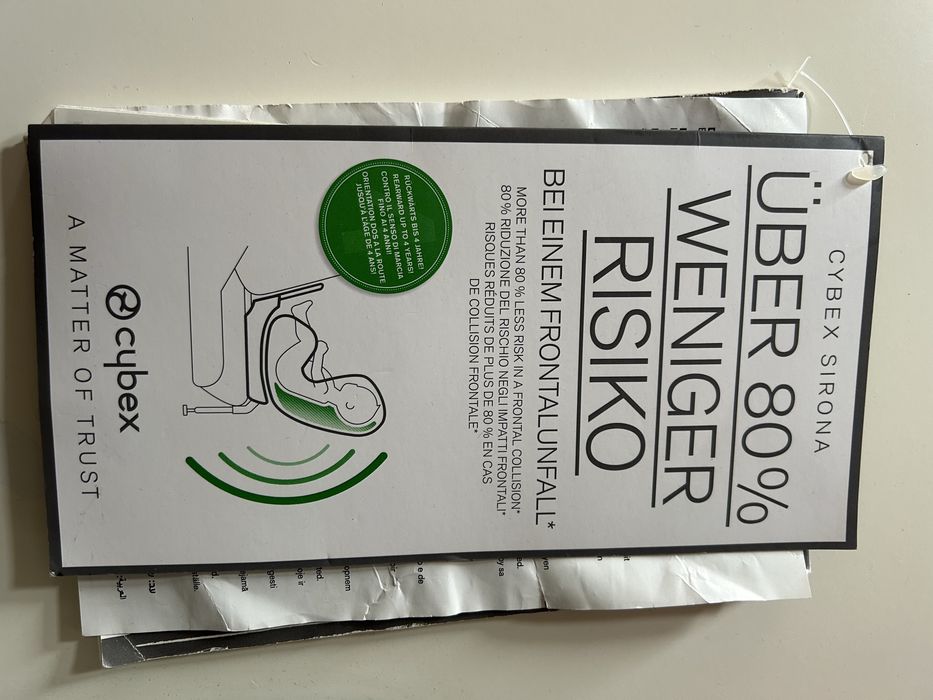 CYBEX SIRONA
ÜBER 80%
WENIGER
RISIKO
BEI EINEM FRONTALUNFALL*
MORE THAN 80 % LESS RISK IN A FRONTAL COLLISION*
80 % RIDUZIONE DEL RISCHIO NEGLI IMPATTI FRONTALI*
RISQUES RÉDUITS DE PLUS DE 80 % EN CAS
DE COLLISION FRONTALE*
RÜCKWÄRTS BIS 4 JAHRE!
REARWARD UP TO 4 YEARS!
CONTRO IL SENSO DI MARCIA
FINO AI 4 ANNI!
ORIENTATION DOS A LA ROUTE
JUSQU'À L'ÂGE DE 4 ANS!
cybex
A MATTER OF TRUST